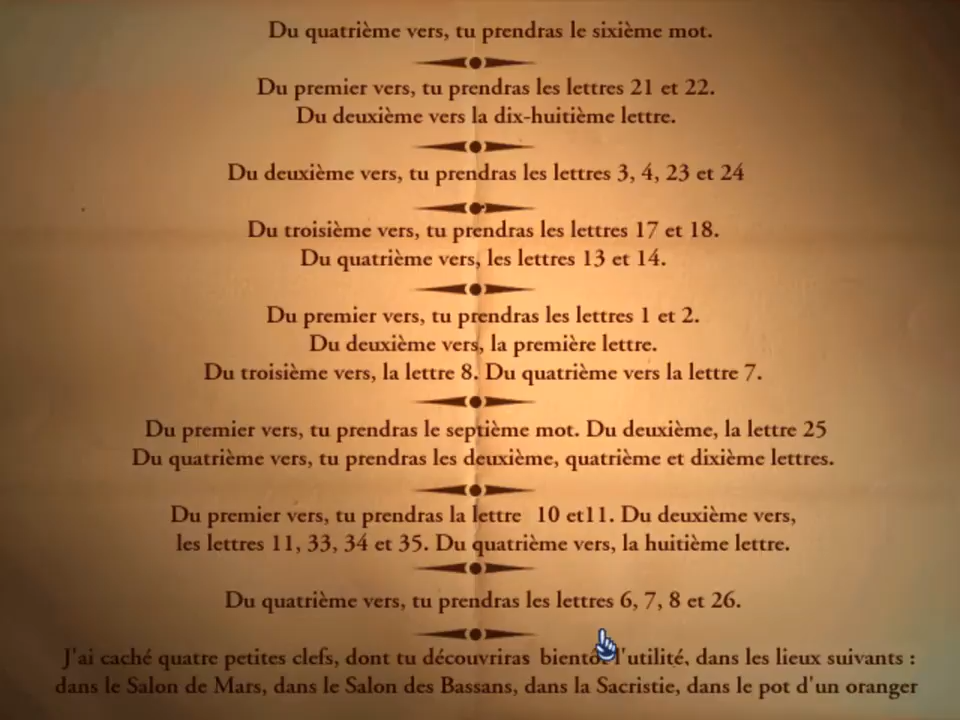 Du quatrième vers, tu prendras le sixième mot.
Du premier vers, tu prendras les lettres 21 et 22.
Du deuxième vers la dix-huitième lettre.
Du deuxième vers, tu prendras les lettres 3, 4, 23 et 24
Du troisième vers, tu prendras les lettres 17 et 18.
Du quatrième vers, les lettres 13 et 14.
Du premier vers, tu prendras les lettres 1 et 2.
Du deuxième vers, la première lettre.
Du troisième vers, la lettre 8. Du quatrième vers la lettre 7.
Du premier vers, tu prendras le septième mot. Du deuxième, la lettre 25
Du quatrième vers, tu prendras les deuxième, quatrième et dixième lettres.
Du premier vers, tu prendras la lettre 10 et11. Du deuxième vers,
les lettres 11, 33, 34 et 35. Du quatrième vers, la huitième lettre.
Du quatrième vers, tu prendras les lettres 6, 7, 8 et 26.
J'ai caché quatre petites clefs, dont tu découvriras bientôt l'utilité, dans les lieux suivants :
dans le Salon de Mars, dans le Salon des Bassans, dans la Sacristie, dans le pot d'un oranger